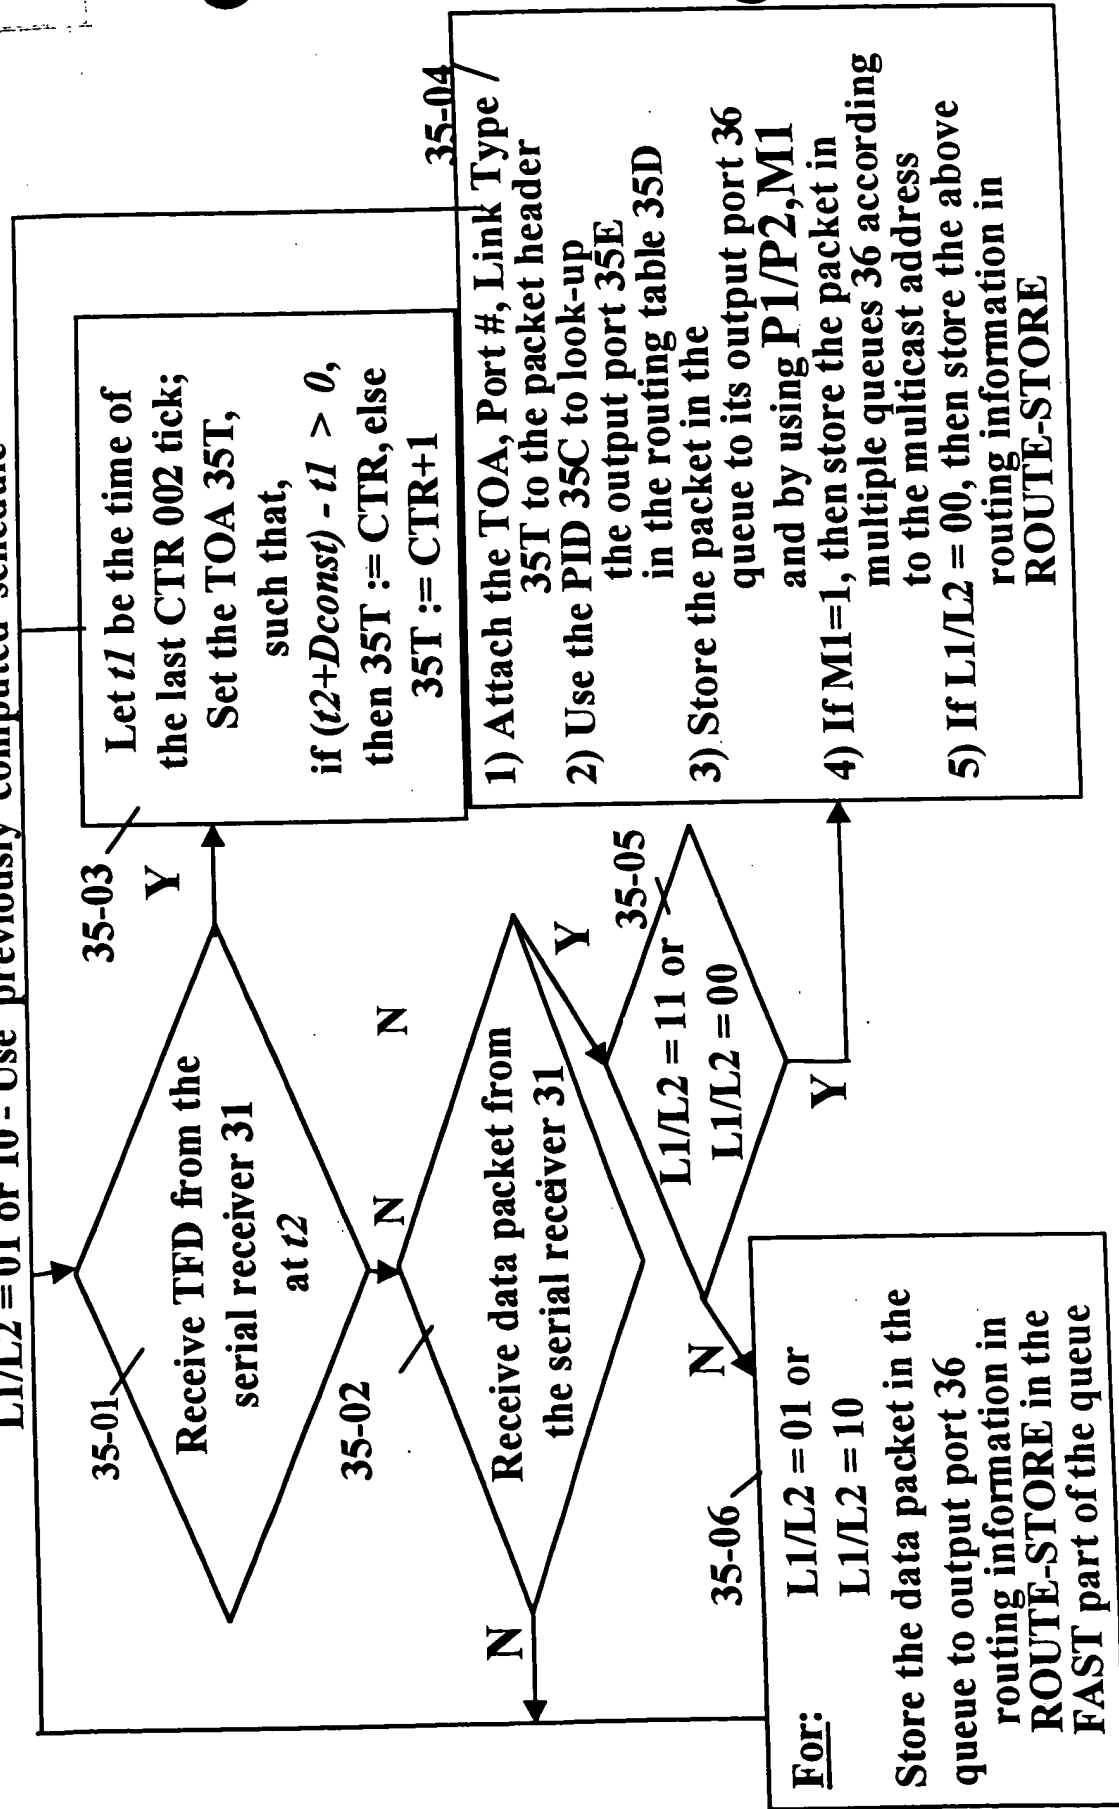 L1/L2 = 01 or 10 - Use previously computed schedule
35-01
Receive TFD from the
serial receiver 31
at t2
Y
35-03
Let t1 be the time of
the last CTR 002 tick;
Set the TOA 35T,
such that,
if (t2+Dconst) - t1 > 0,
then 35T := CTR, else
35T := CTR+1
N
N
35-02
Receive data packet from
the serial receiver 31
N
Y
35-05
L1/L2 = 11 or
L1/L2 = 00
Y
N
35-04
1) Attach the TOA, Port #, Link Type /
35T to the packet header
2) Use the PID 35C to look-up
the output port 35E
in the routing table 35D
3) Store the packet in the
queue to its output port 36
and by using P1/P2,M1
4) If M1=1, then store the packet in
multiple queues 36 according
to the multicast address
5) If L1/L2 = 00, then store the above
routing information in
ROUTE-STORE
35-06
For:
L1/L2 = 01 or
L1/L2 = 10
Store the data packet in the
queue to output port 36
routing information in
ROUTE-STORE in the
FAST part of the queue